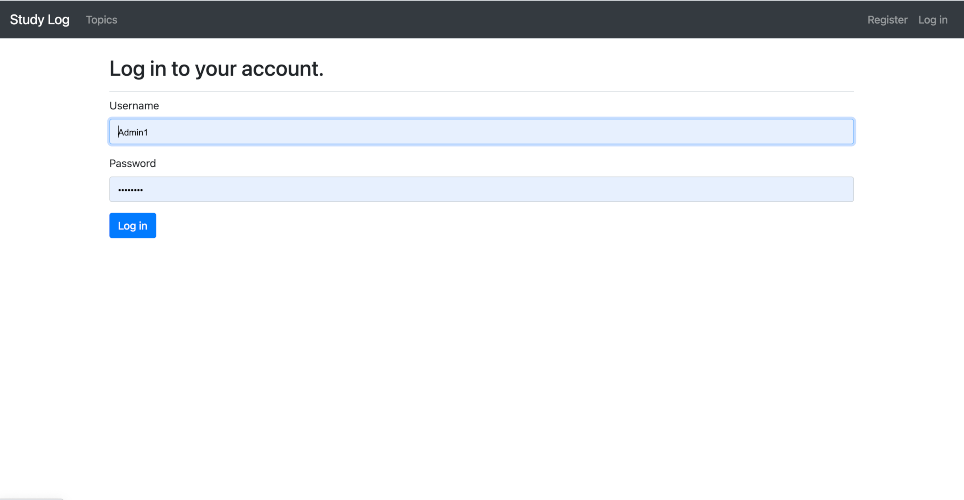 Study Log Topics Register Log in
Log in to your account.
Username
Admin1
Password
••••••••
Log in